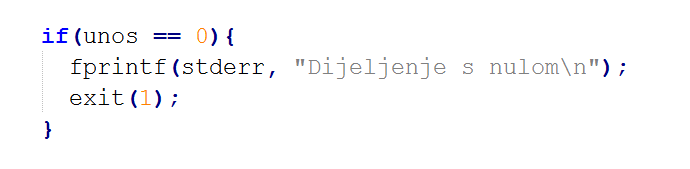 if(unos == 0){
  fprintf(stderr, "Dijeljenje s nulom\n");
  exit(1);
}